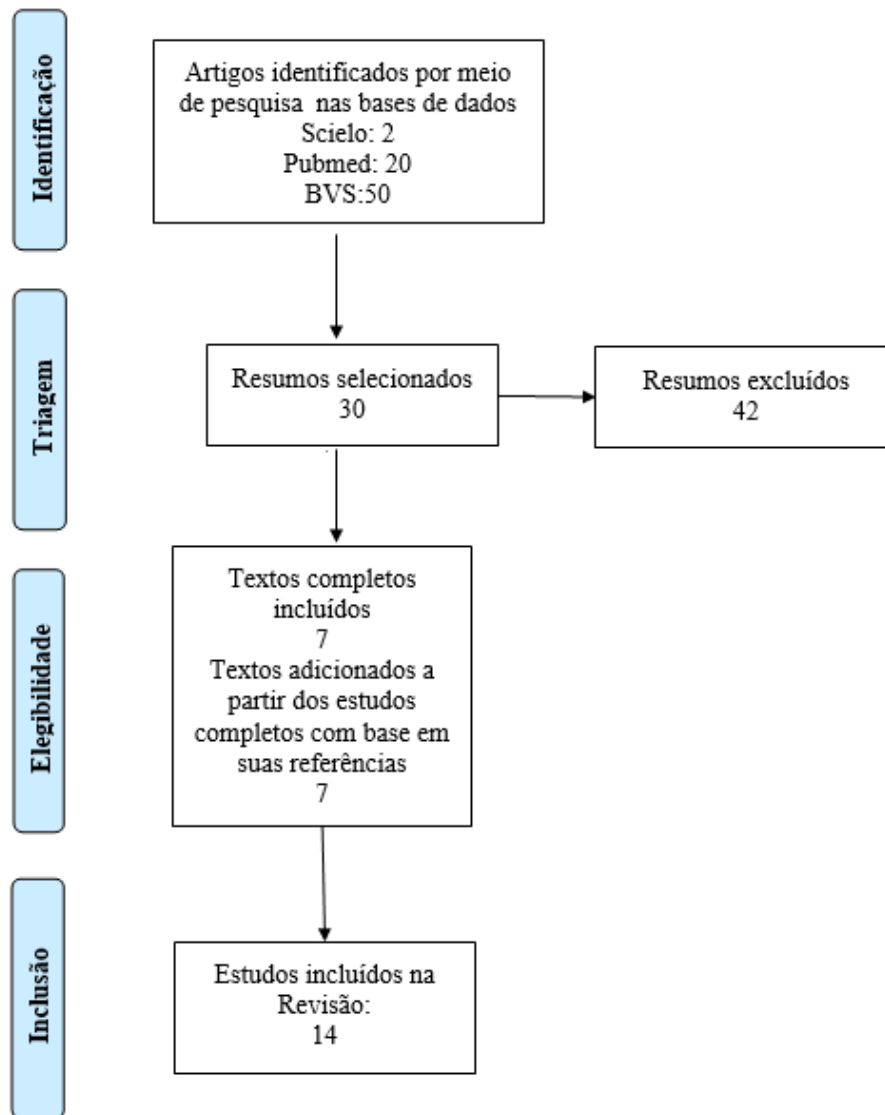 Identificação
Artigos identificados por meio
de pesquisa nas bases de dados
Scielo: 2
Pubmed: 20
BVS:50
Triagem
Resumos selecionados
30
Resumos excluídos
42
Elegibilidade
Textos completos
incluídos
7
Textos adicionados a
partir dos estudos
completos com base em
suas referências
7
Inclusão
Estudos incluídos na
Revisão:
14